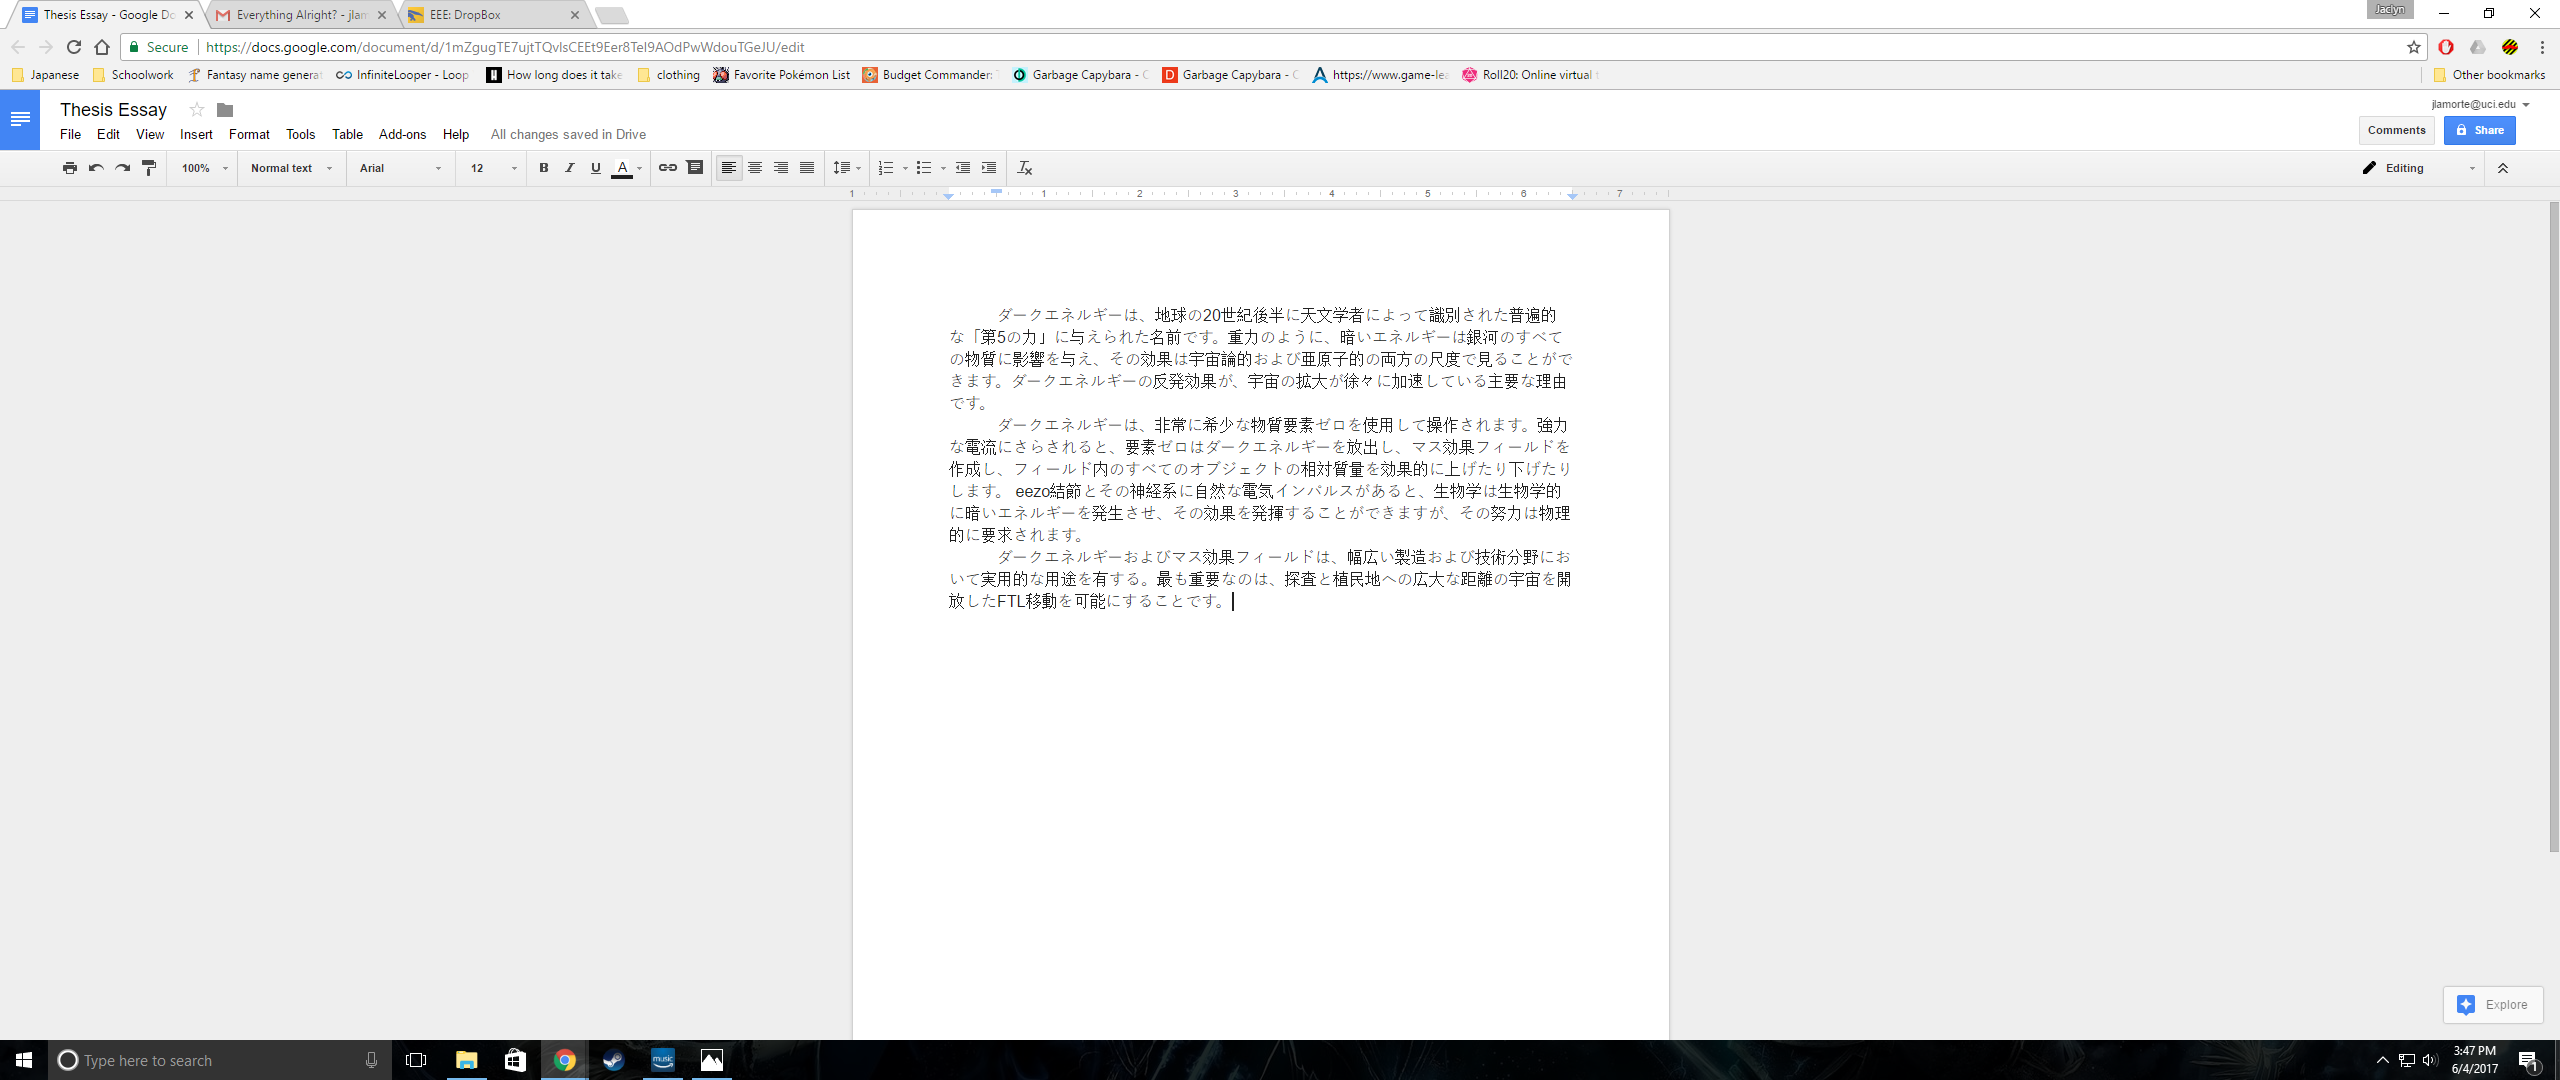 Thesis Essay - Google Do
Everything Alright? - jlam
EEE: DropBox
Jaclyn
Secure
https://docs.google.com/document/d/1mZgugTE7ujtTQvlsCEEt9Eer8Tel9AOdPwWdouTGeJU/edit
Japanese
Schoolwork
Fantasy name generat
InfiniteLooper - Loop
How long does it take
clothing
Favorite Pokémon List
Budget Commander:
Garbage Capybara - C
Garbage Capybara - C
https://www.game-lea
Roll20: Online virtual
Other bookmarks
Thesis Essay
jlamorte@uci.edu
File Edit View Insert Format Tools Table Add-ons Help All changes saved in Drive
Comments
Share
100% Normal text Arial 12 B I U A
Editing
1 1 2 3 4 5 6 7
ダークエネルギーは、地球の20世紀後半に天文学者によって識別された普遍的
な「第5の力」に与えられた名前です。重力のように、暗いエネルギーは銀河のすべて
の物質に影響を与え、その効果は宇宙論的および亜原子的の両方の尺度で見ることがで
きます。ダークエネルギーの反発効果が、宇宙の拡大が徐々に加速している主要な理由
です。
ダークエネルギーは、非常に希少な物質要素ゼロを使用して操作されます。強力
な電流にさらされると、要素ゼロはダークエネルギーを放出し、マス効果フィールドを
作成し、フィールド内のすべてのオブジェクトの相対質量を効果的に上げたり下げたり
します。 eezo結節とその神経系に自然な電気インパルスがあると、生物学は生物学的
に暗いエネルギーを発生させ、その効果を発揮することができますが、その努力は物理
的に要求されます。
ダークエネルギーおよびマス効果フィールドは、幅広い製造および技術分野にお
いて実用的な用途を有する。最も重要なのは、探査と植民地への広大な距離の宇宙を開
放したFTL移動を可能にすることです。
Explore
Type here to search
music
3:47 PM
6/4/2017
1